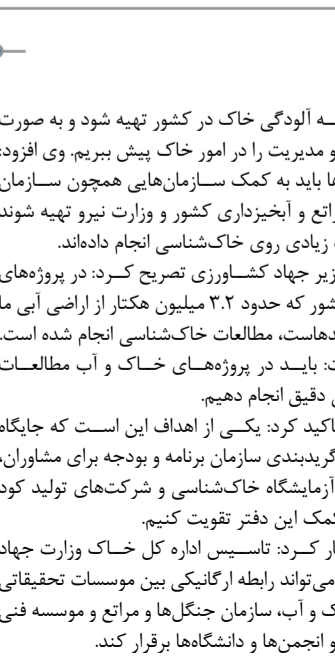 ـه آلودگی خاک در کشور تهیه شود و به صورت
و مدیریت را در امور خاک پیش ببریم. وی افزود:
ها باید به کمک سازمان‌هایی همچون سازمان
راتع و آبخیزداری کشور و وزارت نیرو تهیه شوند
زیادی روی خاک‌شناسی انجام داده‌اند.
زیر جهاد کشاورزی تصریح کرد: در پروژه‌های
شور که حدود ۳.۲ میلیون هکتار از اراضی آبی ما
دهاست، مطالعات خاک‌شناسی انجام شده است.
ت: باید در پروژه‌های خاک و آب مطالعات
دقیق انجام دهیم.
تاکید کرد: یکی از اهداف این است که جایگاه
گریدبندی سازمان برنامه و بودجه برای مشاوران،
آزمایشگاه خاک‌شناسی و شرکت‌های تولید کود
کمک این دفتر تقویت کنیم.
ار کرد: تاسیس اداره کل خاک وزارت جهاد
می‌تواند رابطه ارگانیکی بین موسسات تحقیقاتی
ک و آب، سازمان جنگل‌ها و مراتع و موسسه فنی
و انجمن‌ها و دانشگاه‌ها برقرار کند.